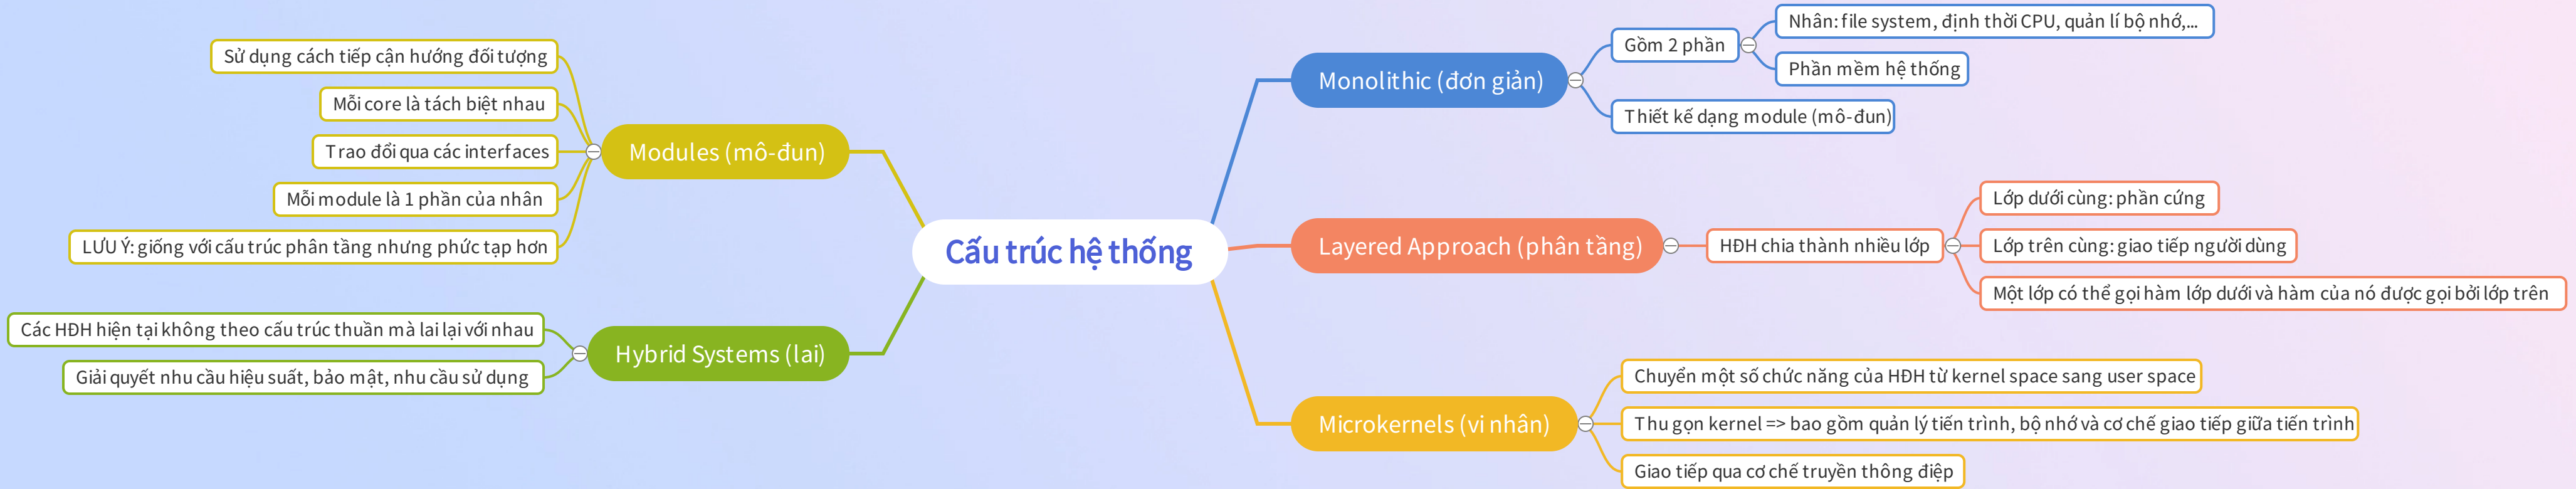 Cấu trúc hệ thống
Monolithic (đơn giản)
Gồm 2 phần
Nhân: file system, định thời CPU, quản lí bộ nhớ,...
Phần mềm hệ thống
Thiết kế dạng module (mô-đun)
Layered Approach (phân tầng)
HĐH chia thành nhiều lớp
Lớp dưới cùng: phần cứng
Lớp trên cùng: giao tiếp người dùng
Một lớp có thể gọi hàm lớp dưới và hàm của nó được gọi bởi lớp trên
Microkernels (vi nhân)
Chuyển một số chức năng của HĐH từ kernel space sang user space
Thu gọn kernel => bao gồm quản lý tiến trình, bộ nhớ và cơ chế giao tiếp giữa tiến trình
Giao tiếp qua cơ chế truyền thông điệp
Modules (mô-đun)
Sử dụng cách tiếp cận hướng đối tượng
Mỗi core là tách biệt nhau
Trao đổi qua các interfaces
Mỗi module là 1 phần của nhân
LƯU Ý: giống với cấu trúc phân tầng nhưng phức tạp hơn
Hybrid Systems (lai)
Các HĐH hiện tại không theo cấu trúc thuần mà lai lại với nhau
Giải quyết nhu cầu hiệu suất, bảo mật, nhu cầu sử dụng